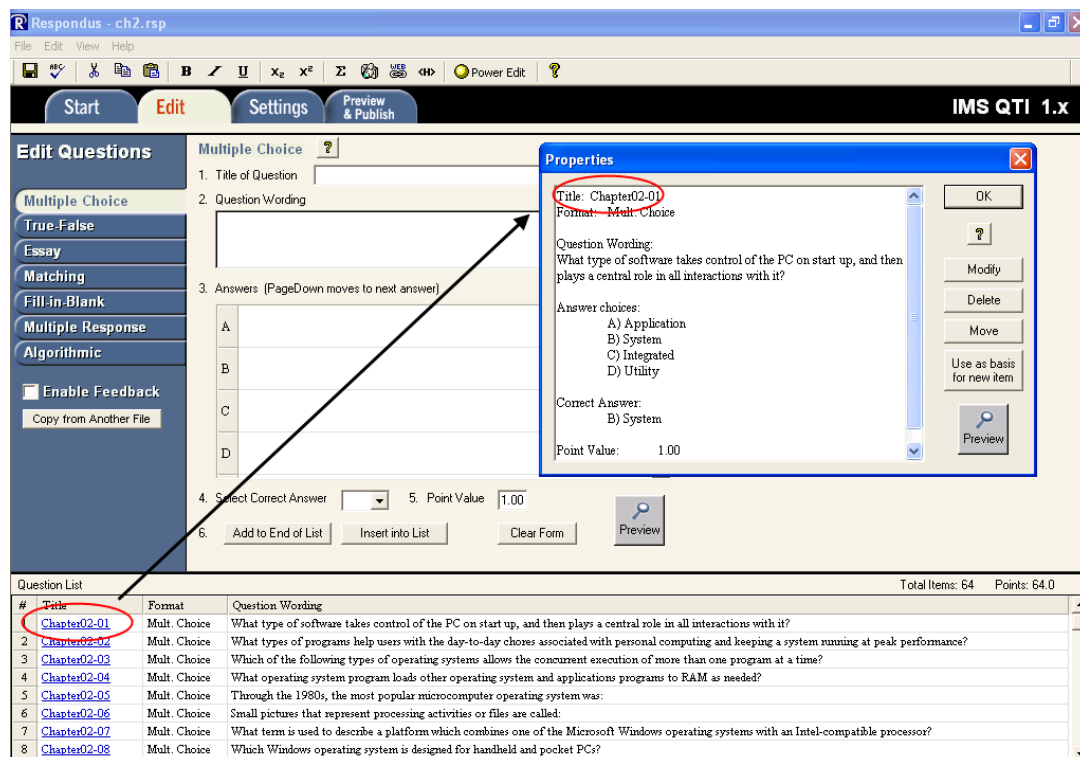 Respondus - ch2.rsp
File Edit View Help
ABC B I U X₂ X² Σ WEB <H> Power Edit ?
Start Edit Settings Preview & Publish IMS QTI 1.x
Edit Questions
Multiple Choice
True-False
Essay
Matching
Fill-in-Blank
Multiple Response
Algorithmic
Enable Feedback
Copy from Another File
Multiple Choice ?
1. Title of Question
2. Question Wording
3. Answers (PageDown moves to next answer)
A
B
C
D
4. Select Correct Answer 5. Point Value 1.00
6. Add to End of List Insert into List Clear Form Preview
Properties
Title: Chapter02-01
Format: Mult. Choice
Question Wording:
What type of software takes control of the PC on start up, and then
plays a central role in all interactions with it?
Answer choices:
A) Application
B) System
C) Integrated
D) Utility
Correct Answer:
B) System
Point Value: 1.00
OK
?
Modify
Delete
Move
Use as basis
for new item
Preview
Question List Total Items: 64 Points: 64.0
# Title Format Question Wording
1 Chapter02-01 Mult. Choice What type of software takes control of the PC on start up, and then plays a central role in all interactions with it?
2 Chapter02-02 Mult. Choice What types of programs help users with the day-to-day chores associated with personal computing and keeping a system running at peak performance?
3 Chapter02-03 Mult. Choice Which of the following types of operating systems allows the concurrent execution of more than one program at a time?
4 Chapter02-04 Mult. Choice What operating system program loads other operating system and applications programs to RAM as needed?
5 Chapter02-05 Mult. Choice Through the 1980s, the most popular microcomputer operating system was:
6 Chapter02-06 Mult. Choice Small pictures that represent processing activities or files are called:
7 Chapter02-07 Mult. Choice What term is used to describe a platform which combines one of the Microsoft Windows operating systems with an Intel-compatible processor?
8 Chapter02-08 Mult. Choice Which Windows operating system is designed for handheld and pocket PCs?